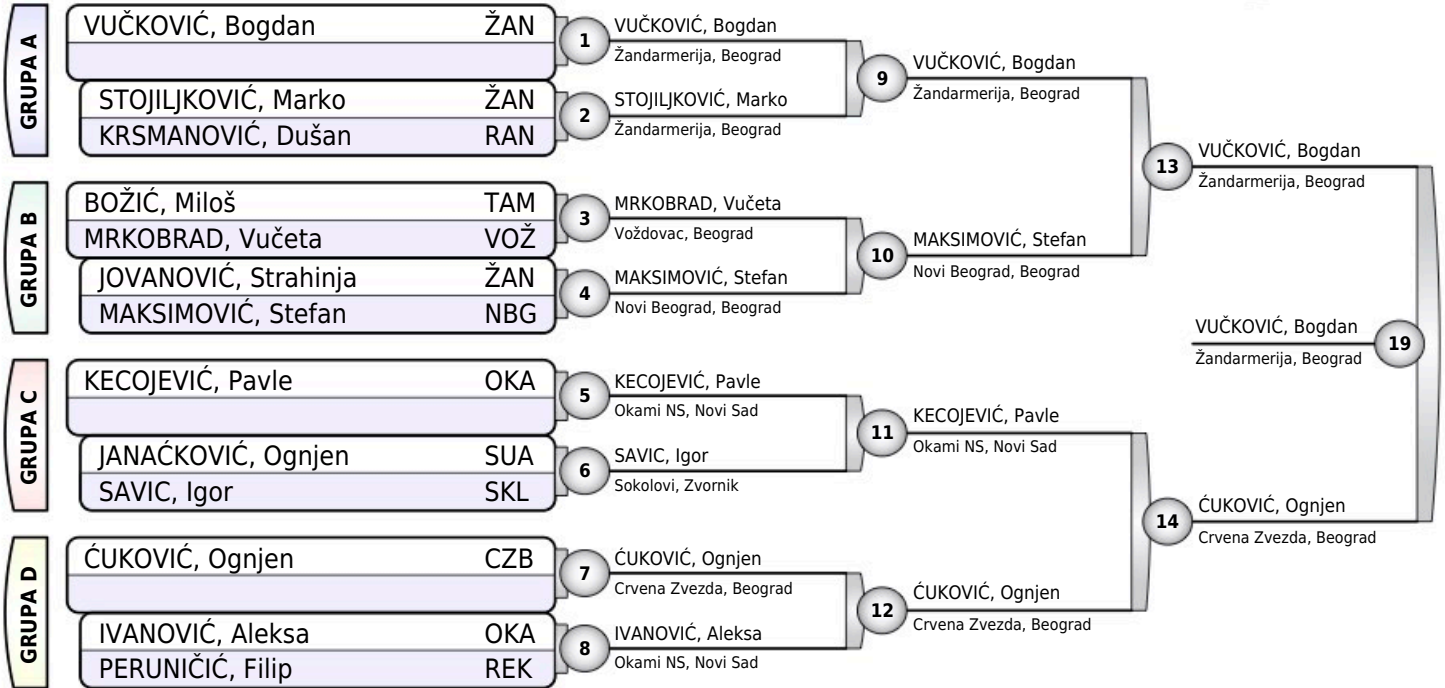 GRUPA A
VUČKOVIĆ, Bogdan ŽAN
STOJILJKOVIĆ, Marko ŽAN
KRSMANOVIĆ, Dušan RAN
GRUPA B
BOŽIĆ, Miloš TAM
MRKOBRAD, Vučeta VOŽ
JOVANOVIĆ, Strahinja ŽAN
MAKSIMOVIĆ, Stefan NBG
GRUPA C
KECOJEVIĆ, Pavle OKA
JANAĆKOVIĆ, Ognjen SUA
SAVIC, Igor SKL
GRUPA D
ĆUKOVIĆ, Ognjen CZB
IVANOVIĆ, Aleksa OKA
PERUNIČIĆ, Filip REK
1
VUČKOVIĆ, Bogdan
Žandarmerija, Beograd
2
STOJILJKOVIĆ, Marko
Žandarmerija, Beograd
3
MRKOBRAD, Vučeta
Voždovac, Beograd
4
MAKSIMOVIĆ, Stefan
Novi Beograd, Beograd
5
KECOJEVIĆ, Pavle
Okami NS, Novi Sad
6
SAVIC, Igor
Sokolovi, Zvornik
7
ĆUKOVIĆ, Ognjen
Crvena Zvezda, Beograd
8
IVANOVIĆ, Aleksa
Okami NS, Novi Sad
9
VUČKOVIĆ, Bogdan
Žandarmerija, Beograd
10
MAKSIMOVIĆ, Stefan
Novi Beograd, Beograd
11
KECOJEVIĆ, Pavle
Okami NS, Novi Sad
12
ĆUKOVIĆ, Ognjen
Crvena Zvezda, Beograd
13
VUČKOVIĆ, Bogdan
Žandarmerija, Beograd
14
ĆUKOVIĆ, Ognjen
Crvena Zvezda, Beograd
VUČKOVIĆ, Bogdan
Žandarmerija, Beograd
19